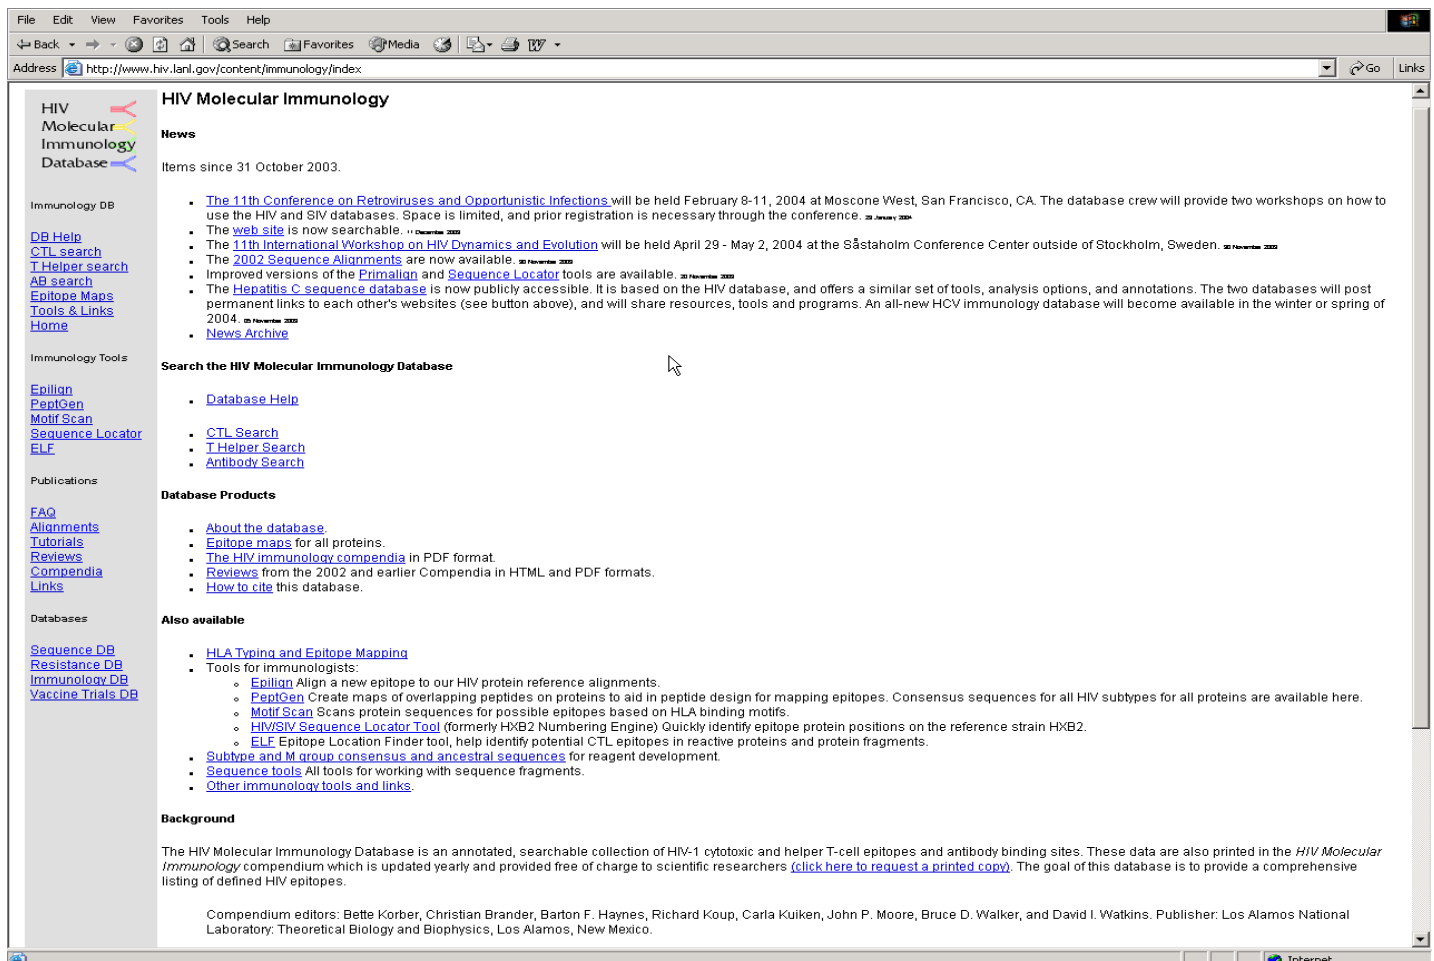 File Edit View Favorites Tools Help
Back Search Favorites Media
Address http://www.hiv.lanl.gov/content/immunology/index Go Links
HIV
Molecular
Immunology
Database
Immunology DB
DB Help
CTL search
T Helper search
AB search
Epitope Maps
Tools & Links
Home
Immunology Tools
Epilign
PeptGen
Motif Scan
Sequence Locator
ELF
Publications
FAQ
Alignments
Tutorials
Reviews
Compendia
Links
Databases
Sequence DB
Resistance DB
Immunology DB
Vaccine Trials DB
HIV Molecular Immunology
News
Items since 31 October 2003.
The 11th Conference on Retroviruses and Opportunistic Infections will be held February 8-11, 2004 at Moscone West, San Francisco, CA. The database crew will provide two workshops on how to
use the HIV and SIV databases. Space is limited, and prior registration is necessary through the conference. 29 January 2004
The web site is now searchable. 11 December 2003
The 11th International Workshop on HIV Dynamics and Evolution will be held April 29 - May 2, 2004 at the Såstaholm Conference Center outside of Stockholm, Sweden. 30 November 2003
The 2002 Sequence Alignments are now available. 30 November 2003
Improved versions of the Primalign and Sequence Locator tools are available. 20 November 2003
The Hepatitis C sequence database is now publicly accessible. It is based on the HIV database, and offers a similar set of tools, analysis options, and annotations. The two databases will post
permanent links to each other's websites (see button above), and will share resources, tools and programs. An all-new HCV immunology database will become available in the winter or spring of
2004. 05 November 2003
News Archive
Search the HIV Molecular Immunology Database
Database Help
CTL Search
T Helper Search
Antibody Search
Database Products
About the database.
Epitope maps for all proteins.
The HIV immunology compendia in PDF format.
Reviews from the 2002 and earlier Compendia in HTML and PDF formats.
How to cite this database.
Also available
HLA Typing and Epitope Mapping
Tools for immunologists:
Epilign Align a new epitope to our HIV protein reference alignments.
PeptGen Create maps of overlapping peptides on proteins to aid in peptide design for mapping epitopes. Consensus sequences for all HIV subtypes for all proteins are available here.
Motif Scan Scans protein sequences for possible epitopes based on HLA binding motifs.
HIV/SIV Sequence Locator Tool (formerly HXB2 Numbering Engine) Quickly identify epitope protein positions on the reference strain HXB2.
ELF Epitope Location Finder tool, help identify potential CTL epitopes in reactive proteins and protein fragments.
Subtype and M group consensus and ancestral sequences for reagent development.
Sequence tools All tools for working with sequence fragments.
Other immunology tools and links.
Background
The HIV Molecular Immunology Database is an annotated, searchable collection of HIV-1 cytotoxic and helper T-cell epitopes and antibody binding sites. These data are also printed in the HIV Molecular
Immunology compendium which is updated yearly and provided free of charge to scientific researchers (click here to request a printed copy). The goal of this database is to provide a comprehensive
listing of defined HIV epitopes.
Compendium editors: Bette Korber, Christian Brander, Barton F. Haynes, Richard Koup, Carla Kuiken, John P. Moore, Bruce D. Walker, and David I. Watkins. Publisher: Los Alamos National
Laboratory: Theoretical Biology and Biophysics, Los Alamos, New Mexico.
Internet